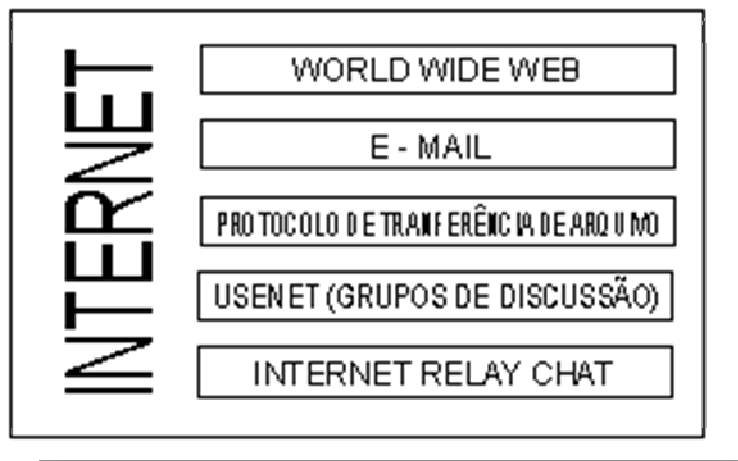 INTERNET
WORLD WIDE WEB
E - MAIL
PROTOCOLO DE TRANFERÊNCIA DE ARQUIVO
USENET (GRUPOS DE DISCUSSÃO)
INTERNET RELAY CHAT